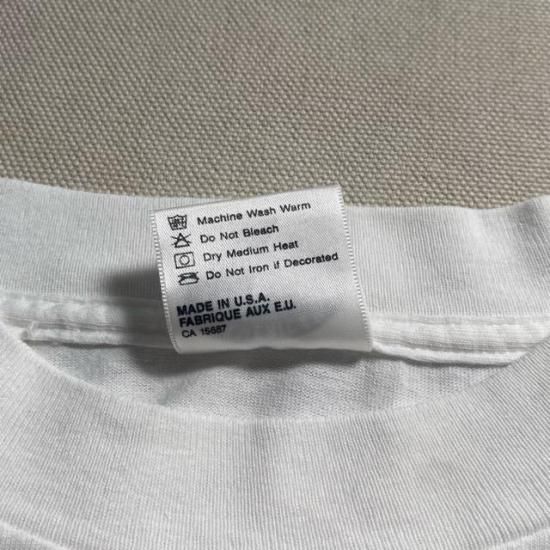 Machine Wash Warm
Do Not Bleach
Dry Medium Heat
Do Not Iron if Decorated
MADE IN U.S.A.
FABRIQUE AUX E.U.
CA 15687